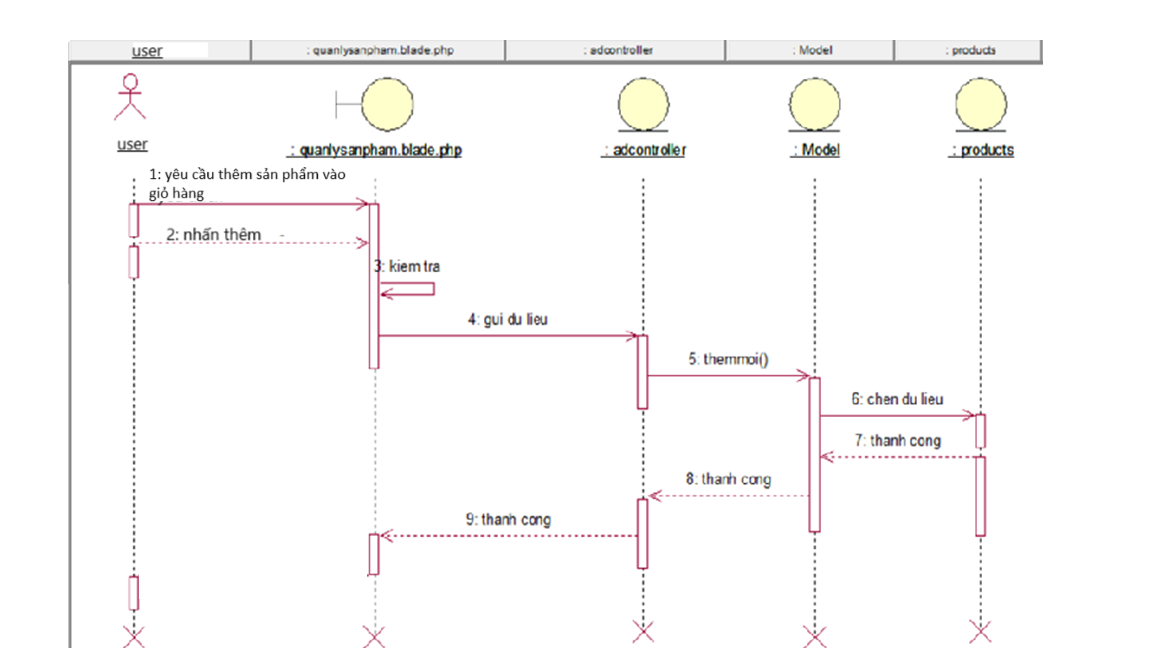 user
: quanlysanpham.blade.php
: adcontroller
: Model
: products
user
: quanlysanpham.blade.php
: adcontroller
: Model
: products
1: yêu cầu thêm sản phẩm vào
giỏ hàng
2: nhấn thêm
3: kiem tra
4: gui du lieu
5: themmoi()
6: chen du lieu
7: thanh cong
8: thanh cong
9: thanh cong